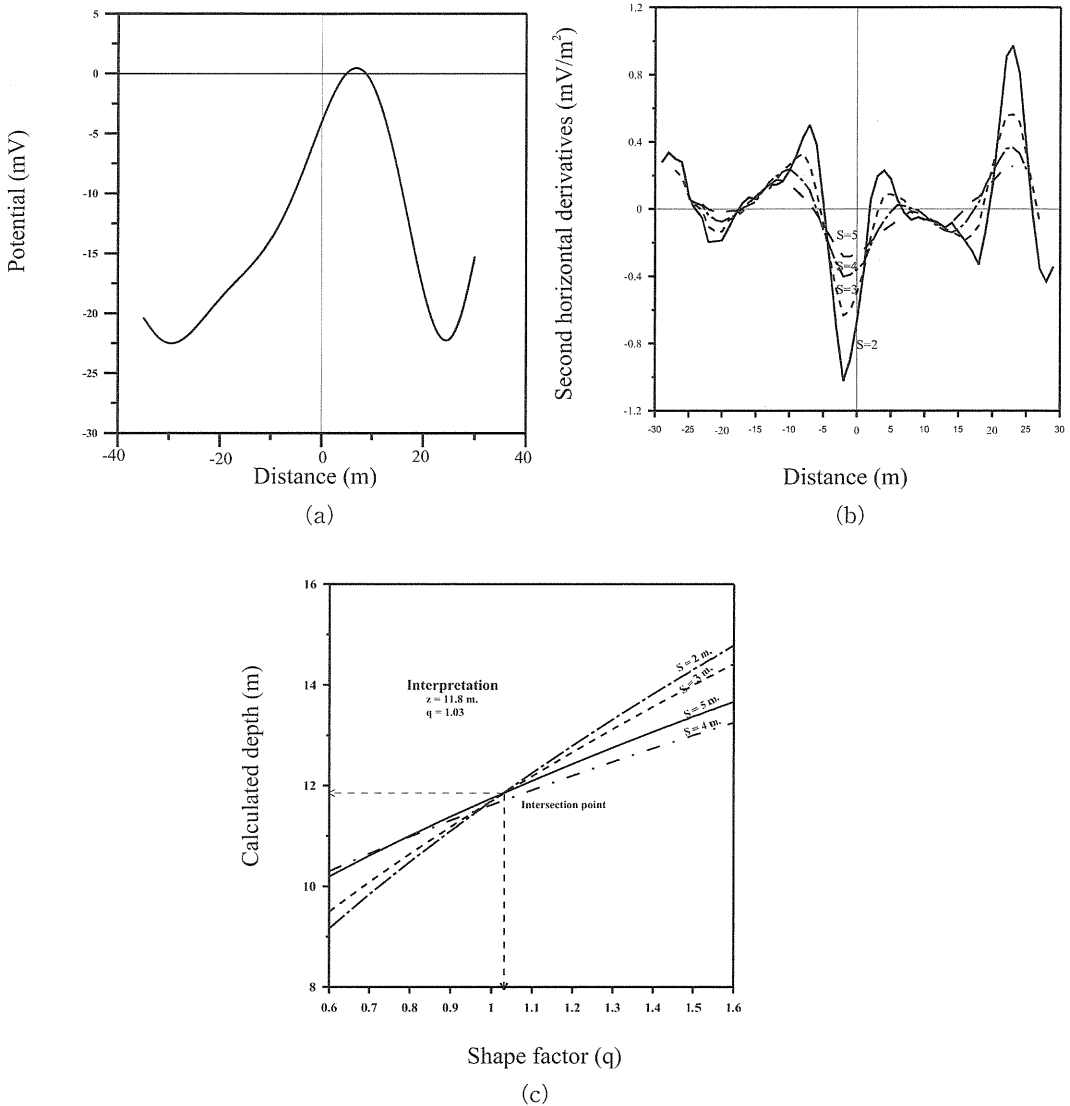 5
0
-5
-10
-15
-20
-25
-30
Potential (mV)
-40
-20
0
20
40
Distance (m)
(a)
1.2
0.8
0.4
0
-0.4
-0.8
-1.2
Second horizontal derivatives (mV/m²)
S=5
S=4
S=3
S=2
-30 -25 -20 -15 -10 -5 0 5 10 15 20 25 30
Distance (m)
(b)
16
14
12
10
8
Calculated depth (m)
Interpretation
z = 11.8 m.
q = 1.03
S = 2 m.
S = 3 m.
S = 5 m.
S = 4 m.
Intersection point
0.6 0.7 0.8 0.9 1 1.1 1.2 1.3 1.4 1.5 1.6
Shape factor (q)
(c)